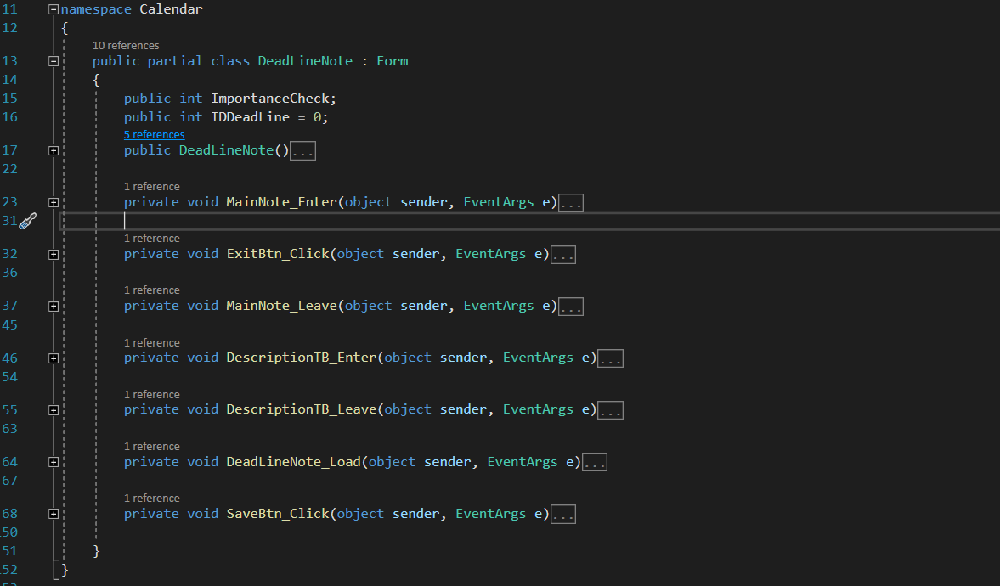 11 namespace Calendar
12 {
10 references
13 public partial class DeadLineNote : Form
14 {
15 public int ImportanceCheck;
16 public int IDDeadLine = 0;
5 references
17 public DeadLineNote()...
22
1 reference
23 private void MainNote_Enter(object sender, EventArgs e)...
31
1 reference
32 private void ExitBtn_Click(object sender, EventArgs e)...
36
1 reference
37 private void MainNote_Leave(object sender, EventArgs e)...
45
1 reference
46 private void DescriptionTB_Enter(object sender, EventArgs e)...
54
1 reference
55 private void DescriptionTB_Leave(object sender, EventArgs e)...
63
1 reference
64 private void DeadLineNote_Load(object sender, EventArgs e)...
67
1 reference
68 private void SaveBtn_Click(object sender, EventArgs e)...
50
51 }
52 }